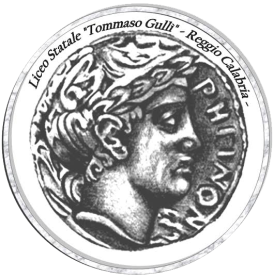 Liceo Statale "Tommaso Gullì" - Reggio Calabria -
ΡΗΓΙΝΩΝ